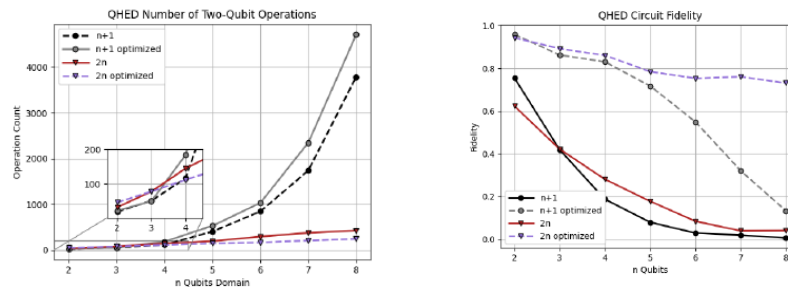 QHED Number of Two-Qubit Operations
n+1
n+1 optimized
2n
2n optimized
4000
3000
2000
1000
0
200
100
2 3 4
2 3 4 5 6 7 8
Operation Count
n Qubits Domain
QHED Circuit Fidelity
1.0
0.8
0.6
0.4
0.2
0.0
n+1
n+1 optimized
2n
2n optimized
2 3 4 5 6 7 8
Fidelity
n Qubits